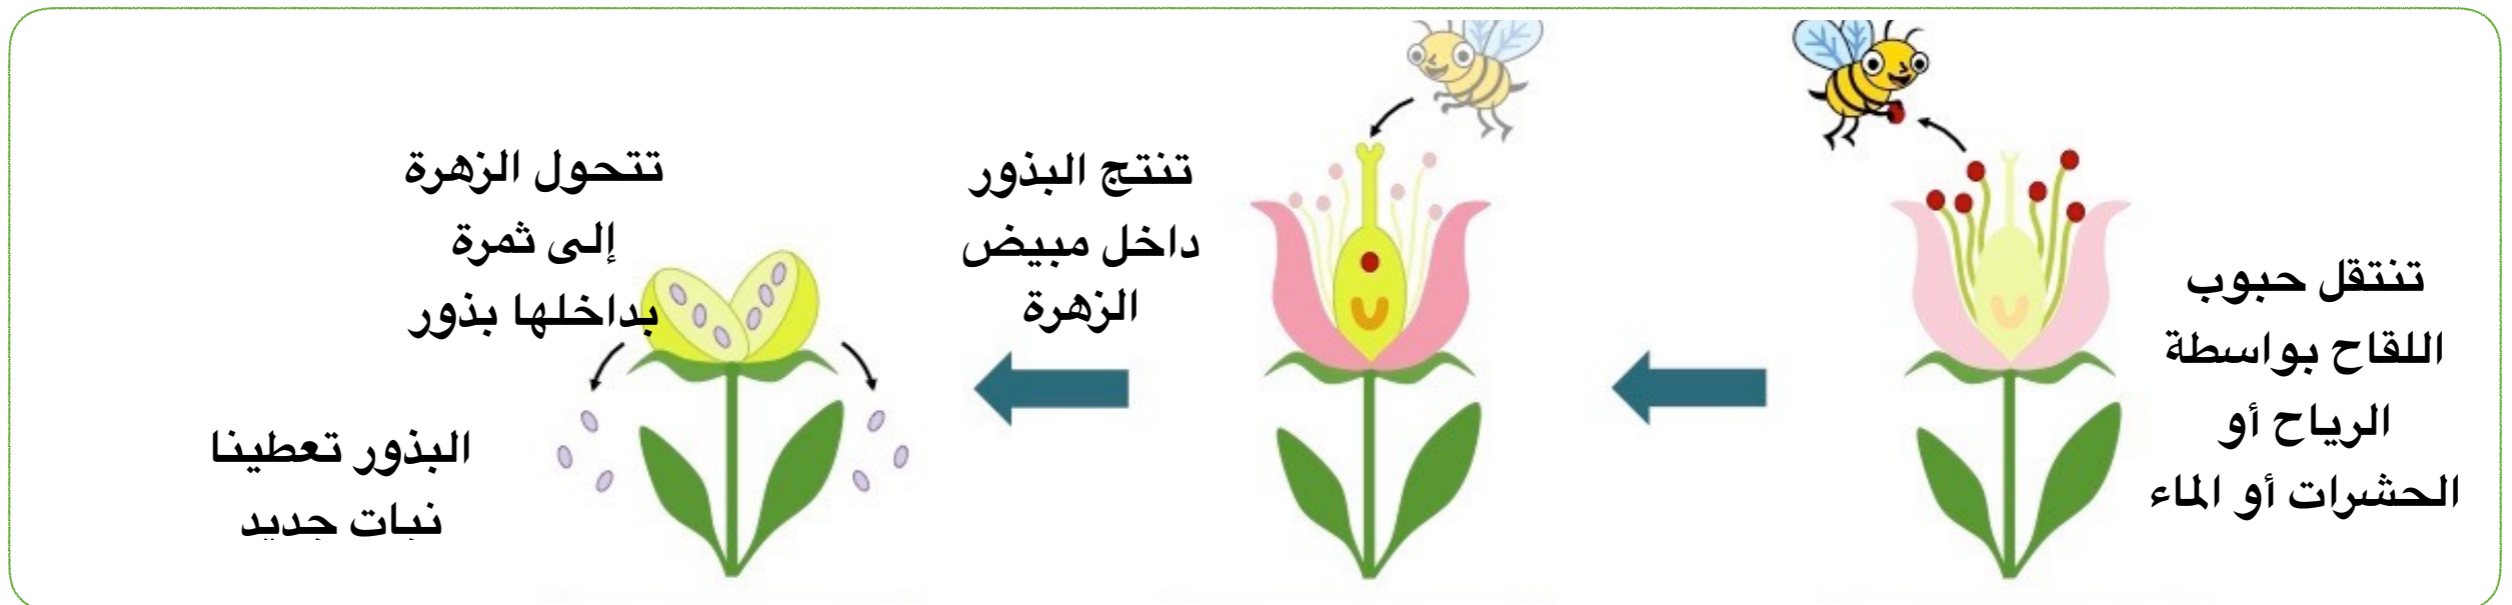 تنتقل حبوب
اللقاح بواسطة
الرياح أو
الحشرات أو الماء
تنتج البذور
داخل مبيض
الزهرة
تتحول الزهرة
إلى ثمرة
بداخلها بذور
البذور تعطينا
نبات جديد